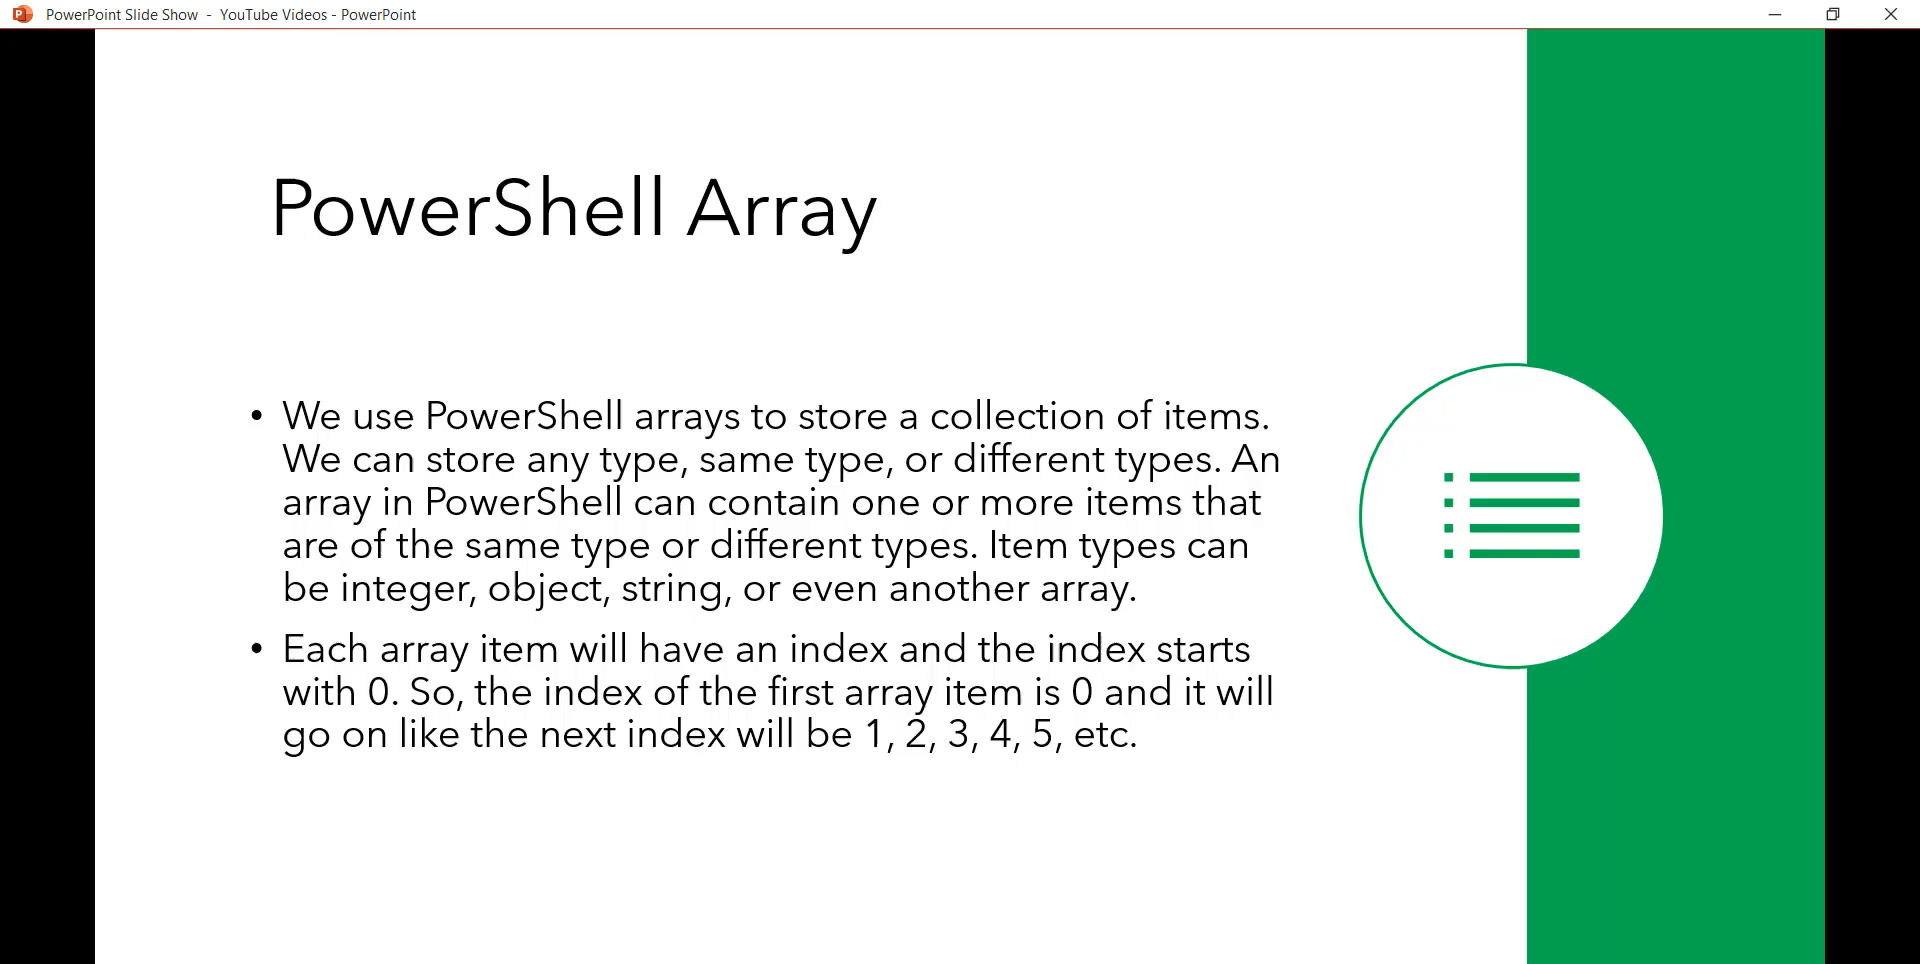 PowerPoint Slide Show - YouTube Videos - PowerPoint
PowerShell Array
• We use PowerShell arrays to store a collection of items.
We can store any type, same type, or different types. An
array in PowerShell can contain one or more items that
are of the same type or different types. Item types can
be integer, object, string, or even another array.
• Each array item will have an index and the index starts
with 0. So, the index of the first array item is 0 and it will
go on like the next index will be 1, 2, 3, 4, 5, etc.